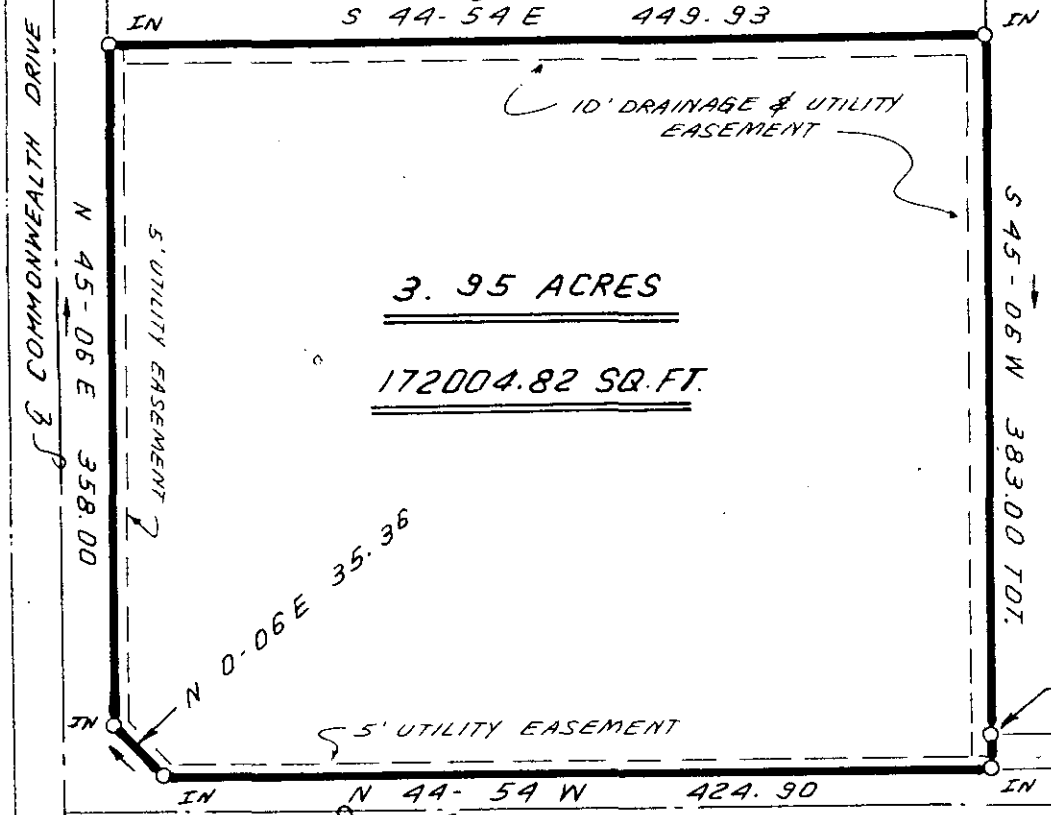 IN
S 44-54 E 449.93
IN
COMMONWEALTH DRIVE
10' DRAINAGE & UTILITY
EASEMENT
N 45-06 E 358.00
5' UTILITY EASEMENT
S 45-06 W 383.00 TOT.
3.95 ACRES
172004.82 SQ.FT.
N 0-06 E 35.36
IN
5' UTILITY EASEMENT
IN
N 44-54 W 424.90
IN